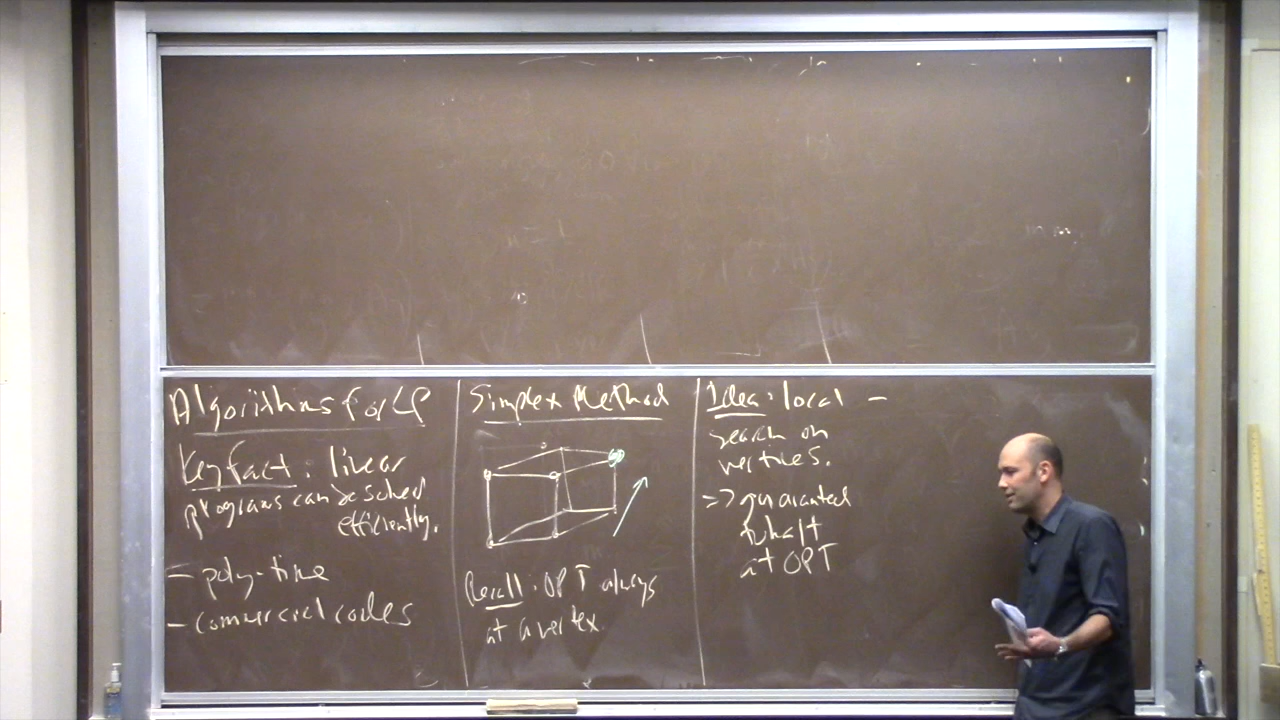 Algorithms for LP
Key Fact: linear
programs can be solved
efficiently.
- poly-time
- commercial codes
Simplex Method
Recall: OPT always
at a vertex.
Idea: local -
search on
vertices.
=> guaranteed
to halt
at OPT